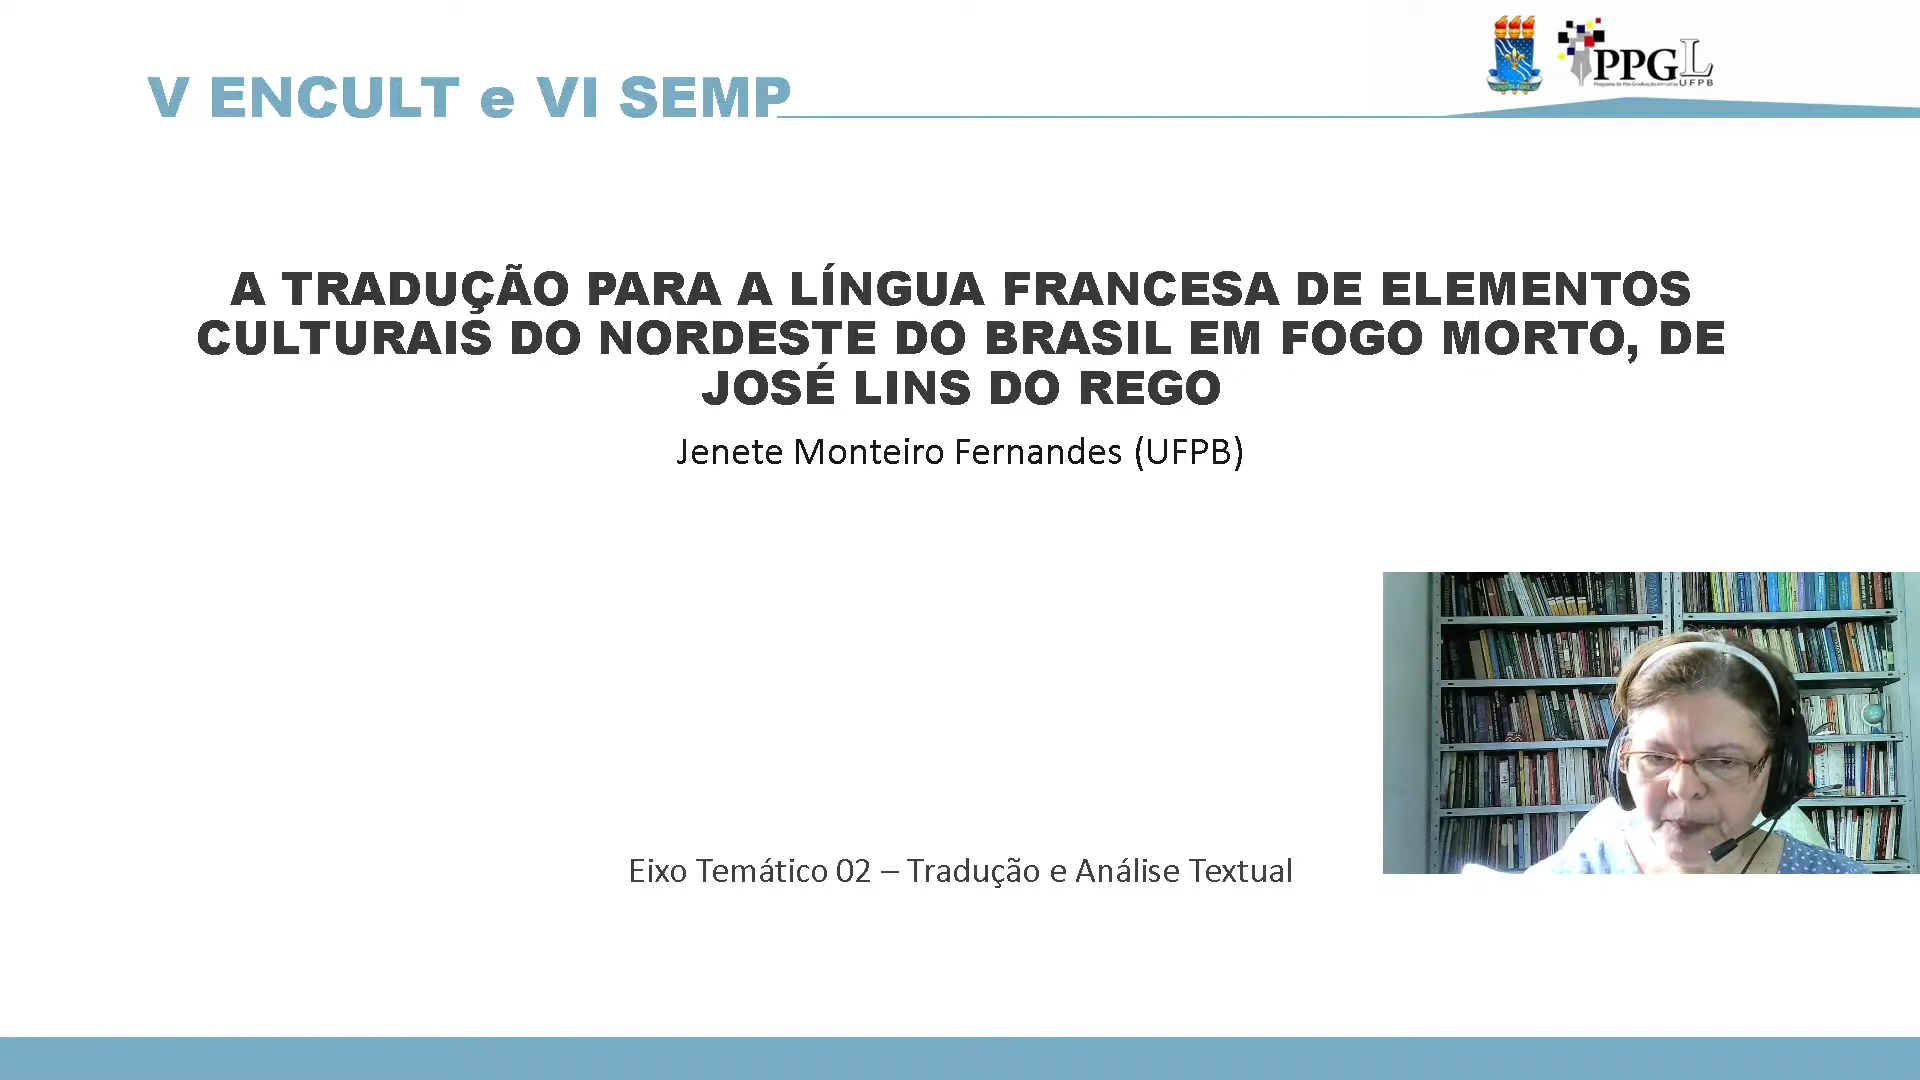 V ENCULT e VI SEMP
PPGL
UFPB
A TRADUÇÃO PARA A LÍNGUA FRANCESA DE ELEMENTOS
CULTURAIS DO NORDESTE DO BRASIL EM FOGO MORTO, DE
JOSÉ LINS DO REGO
Jenete Monteiro Fernandes (UFPB)
Eixo Temático 02 – Tradução e Análise Textual